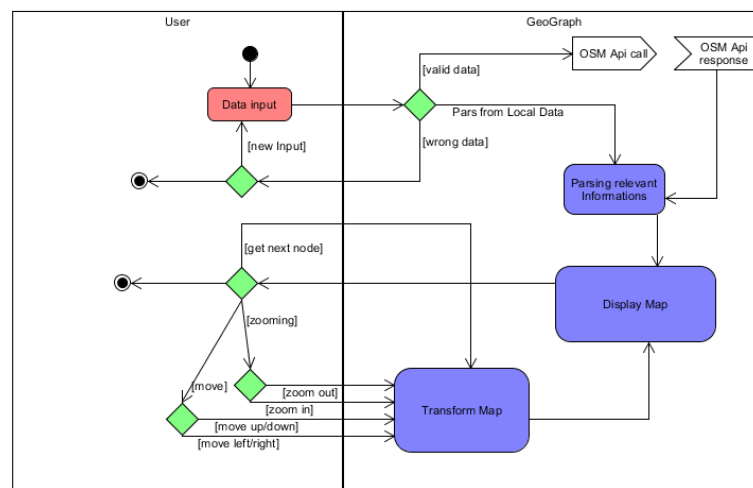 User
GeoGraph
OSM Api call
OSM Api
response
[valid data]
Data input
Pars from Local Data
[wrong data]
[new Input]
Parsing relevant
Informations
[get next node]
Display Map
[zooming]
[move]
[zoom out]
[zoom in]
Transform Map
[move up/down]
[move left/right]